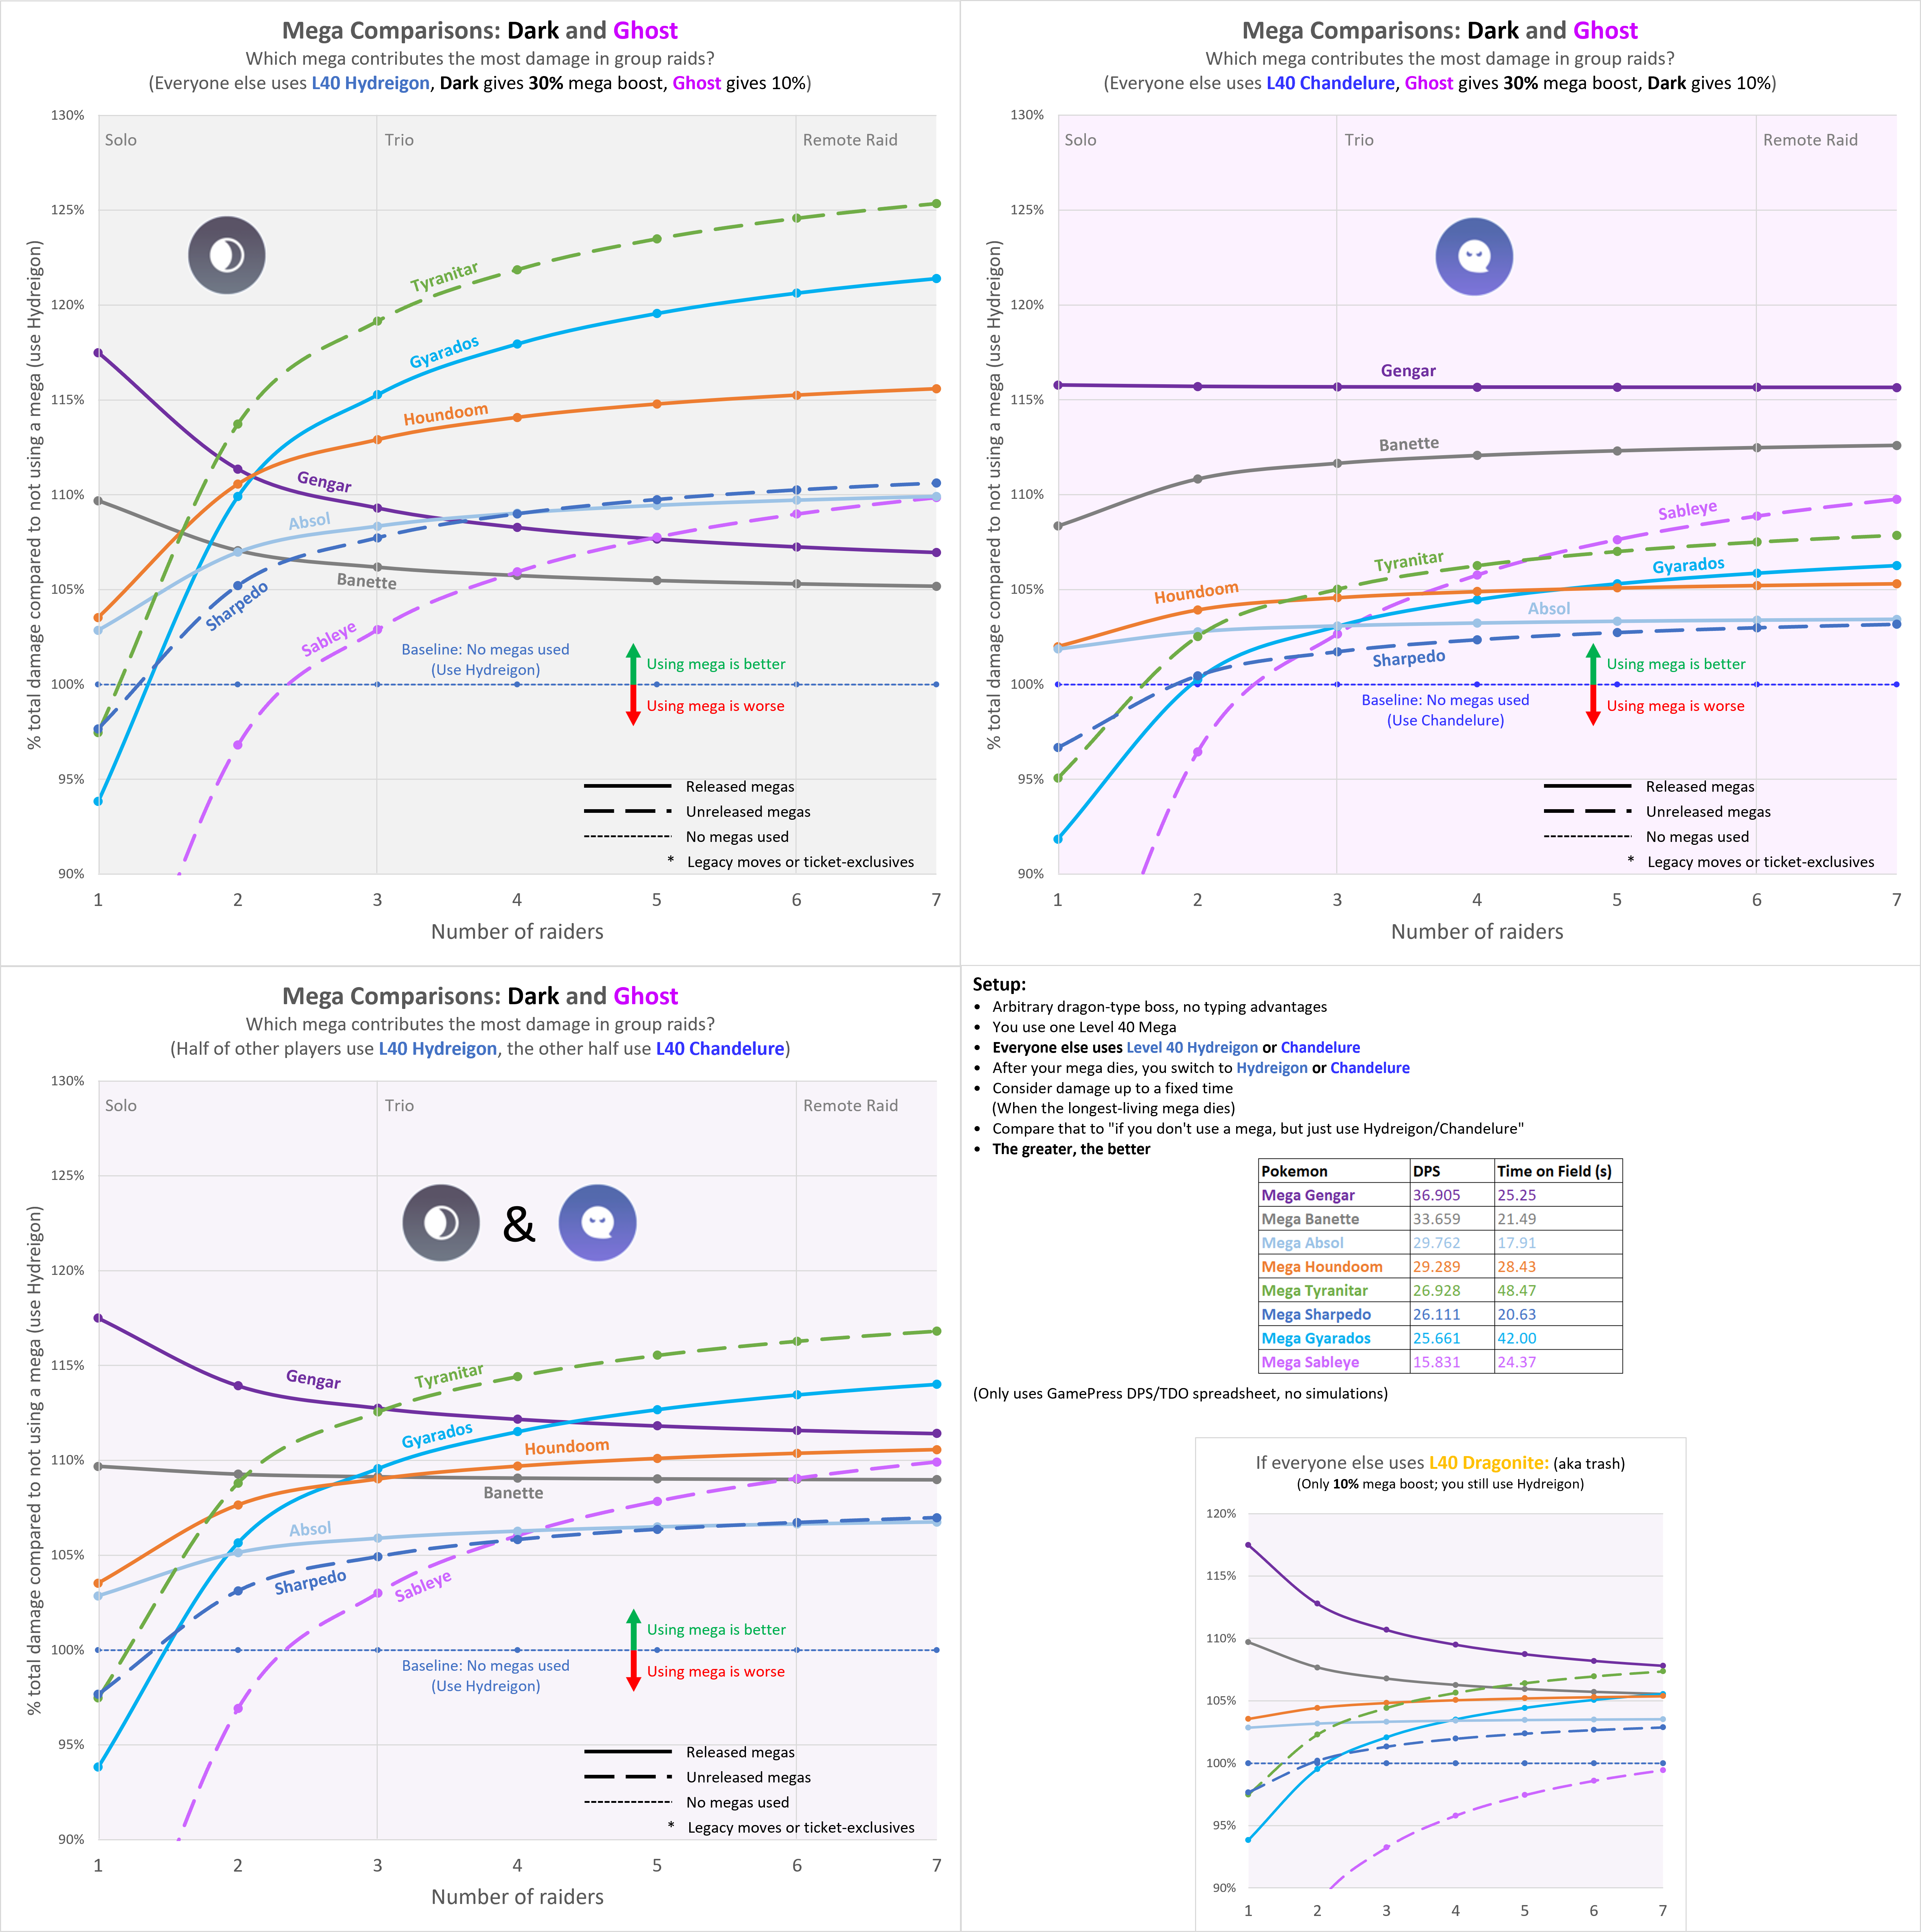 Mega Comparisons: Dark and Ghost
Which mega contributes the most damage in group raids?
(Everyone else uses L40 Hydreigon, Dark gives 30% mega boost, Ghost gives 10%)
% total damage compared to not using a mega (use Hydreigon)
130%
125%
120%
115%
110%
105%
100%
95%
90%
Solo
Trio
Remote Raid
Tyranitar
Gyarados
Houndoom
Gengar
Absol
Banette
Sharpedo
Sableye
Baseline: No megas used
(Use Hydreigon)
Using mega is better
Using mega is worse
Released megas
Unreleased megas
No megas used
* Legacy moves or ticket-exclusives
1 2 3 4 5 6 7
Number of raiders
Mega Comparisons: Dark and Ghost
Which mega contributes the most damage in group raids?
(Everyone else uses L40 Chandelure, Ghost gives 30% mega boost, Dark gives 10%)
% total damage compared to not using a mega (use Hydreigon)
130%
125%
120%
115%
110%
105%
100%
95%
90%
Solo
Trio
Remote Raid
Gengar
Banette
Sableye
Tyranitar
Gyarados
Houndoom
Absol
Sharpedo
Baseline: No megas used
(Use Chandelure)
Using mega is better
Using mega is worse
Released megas
Unreleased megas
No megas used
* Legacy moves or ticket-exclusives
1 2 3 4 5 6 7
Number of raiders
Mega Comparisons: Dark and Ghost
Which mega contributes the most damage in group raids?
(Half of other players use L40 Hydreigon, the other half use L40 Chandelure)
% total damage compared to not using a mega (use Hydreigon)
130%
125%
120%
115%
110%
105%
100%
95%
90%
Solo
Trio
Remote Raid
&
Gengar
Tyranitar
Gyarados
Houndoom
Banette
Absol
Sharpedo
Sableye
Baseline: No megas used
(Use Hydreigon)
Using mega is better
Using mega is worse
Released megas
Unreleased megas
No megas used
* Legacy moves or ticket-exclusives
1 2 3 4 5 6 7
Number of raiders
Setup:
• Arbitrary dragon-type boss, no typing advantages
• You use one Level 40 Mega
• Everyone else uses Level 40 Hydreigon or Chandelure
• After your mega dies, you switch to Hydreigon or Chandelure
• Consider damage up to a fixed time
(When the longest-living mega dies)
• Compare that to "if you don't use a mega, but just use Hydreigon/Chandelure"
• The greater, the better
Pokemon DPS Time on Field (s)
Mega Gengar 36.905 25.25
Mega Banette 33.659 21.49
Mega Absol 29.762 17.91
Mega Houndoom 29.289 28.43
Mega Tyranitar 26.928 48.47
Mega Sharpedo 26.111 20.63
Mega Gyarados 25.661 42.00
Mega Sableye 15.831 24.37
(Only uses GamePress DPS/TDO spreadsheet, no simulations)
If everyone else uses L40 Dragonite: (aka trash)
(Only 10% mega boost; you still use Hydreigon)
120%
115%
110%
105%
100%
95%
90%
1 2 3 4 5 6 7